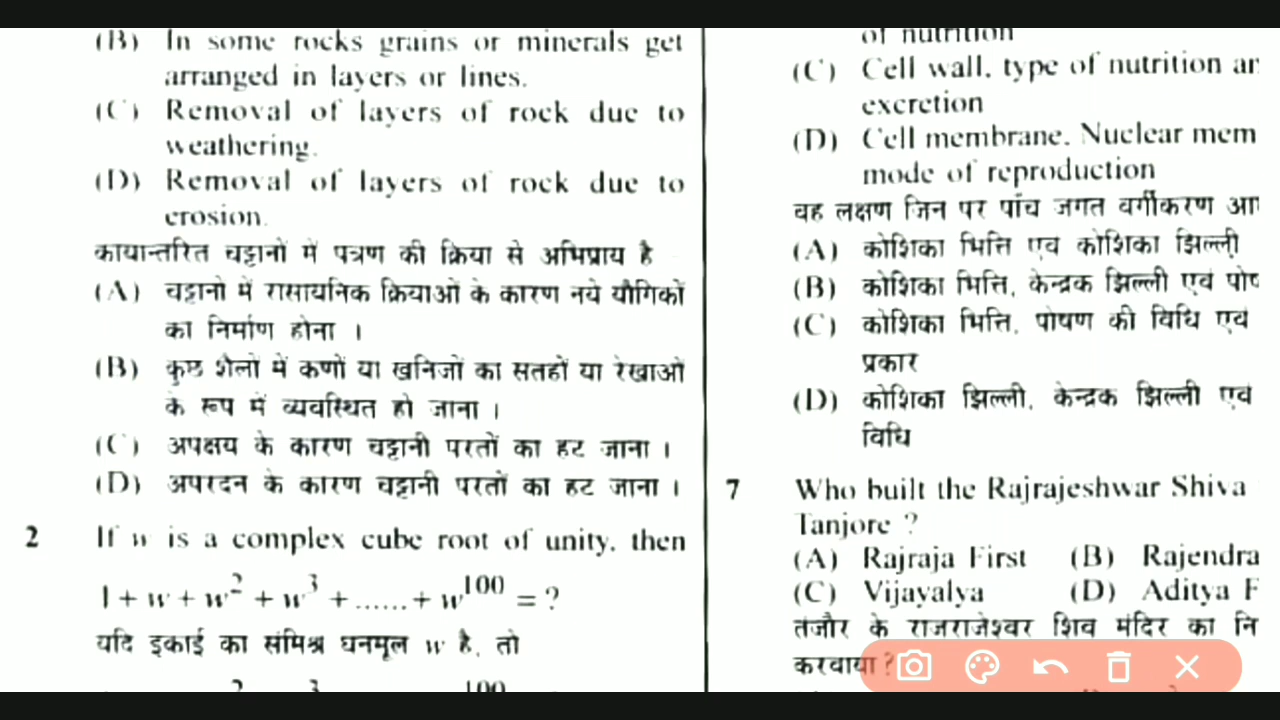 (B) In some rocks grains or minerals get
arranged in layers or lines.
(C) Removal of layers of rock due to
weathering.
(D) Removal of layers of rock due to
erosion.
कायान्तरित चट्टानों में पत्रण की क्रिया से अभिप्राय है
(A) चट्टानों में रासायनिक क्रियाओं के कारण नये यौगिकों
का निर्माण होना ।
(B) कुछ शैलों में कणों या खनिजों का सतहों या रेखाओं
के रूप में व्यवस्थित हो जाना ।
(C) अपक्षय के कारण चट्टानी परतों का हट जाना ।
(D) अपरदन के कारण चट्टानी परतों का हट जाना ।
2 If w is a complex cube root of unity, then
1 + w + w² + w³ + ...... + w¹⁰⁰ = ?
यदि इकाई का संमिश्र घनमूल w है, तो
2 3 100
of nutrition
(C) Cell wall, type of nutrition
excretion
(D) Cell membrane, Nuclear mem
mode of reproduction
वह लक्षण जिन पर पाँच जगत वर्गीकरण
(A) कोशिका भित्ति एवं कोशिका झिल्ली
(B) कोशिका भित्ति, केन्द्रक झिल्ली एवं
(C) कोशिका भित्ति, पोषण की विधि एवं
प्रकार
(D) कोशिका झिल्ली, केन्द्रक झिल्ली एवं
विधि
7 Who built the Rajrajeshwar Shiva
Tanjore ?
(A) Rajraja First (B) Rajendra
(C) Vijayalya (D) Aditya F
तंजौर के राजराजेश्वर शिव मंदिर का नि
करवाया ?